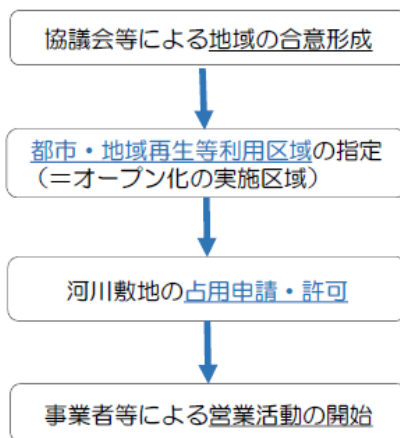 協議会等による地域の合意形成
都市・地域再生等利用区域の指定
（＝オープン化の実施区域）
河川敷地の占用申請・許可
事業者等による営業活動の開始